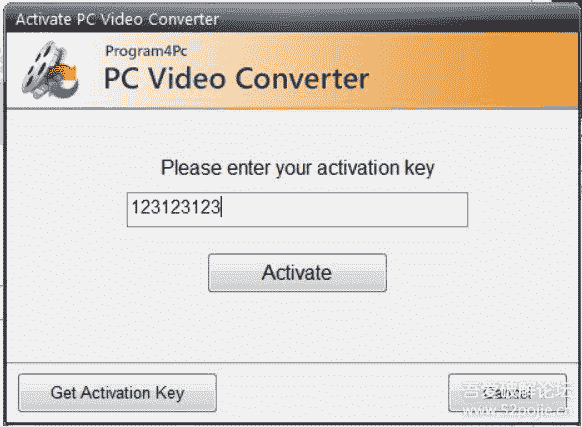 Activate PC Video Converter
Program4Pc
PC Video Converter
Please enter your activation key
123123123
Activate
Get Activation Key
Cancel
吾爱破解论坛
www.52pojie.cn